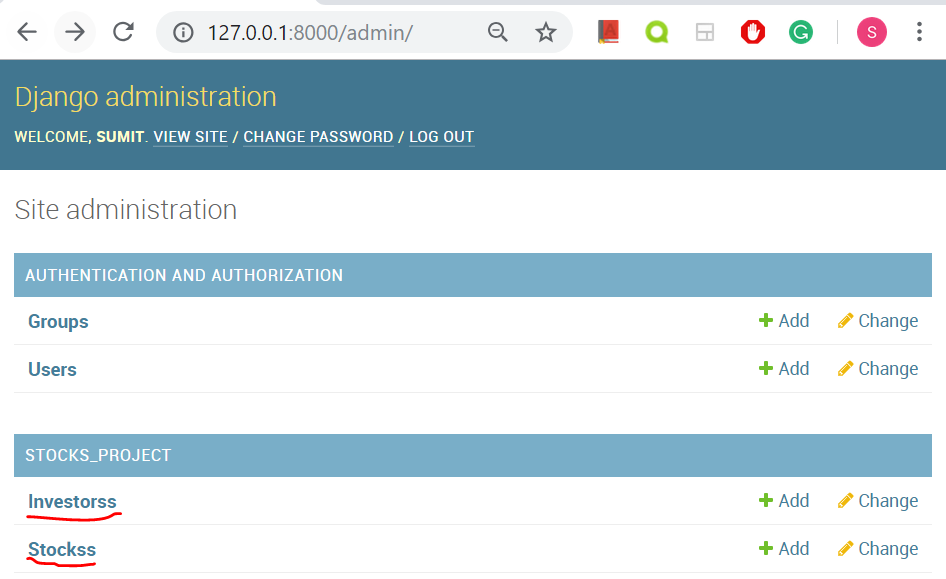 127.0.0.1:8000/admin/
S
Django administration
WELCOME, SUMIT. VIEW SITE / CHANGE PASSWORD / LOG OUT
Site administration
AUTHENTICATION AND AUTHORIZATION
Groups Add Change
Users Add Change
STOCKS_PROJECT
Investorss Add Change
Stockss Add Change